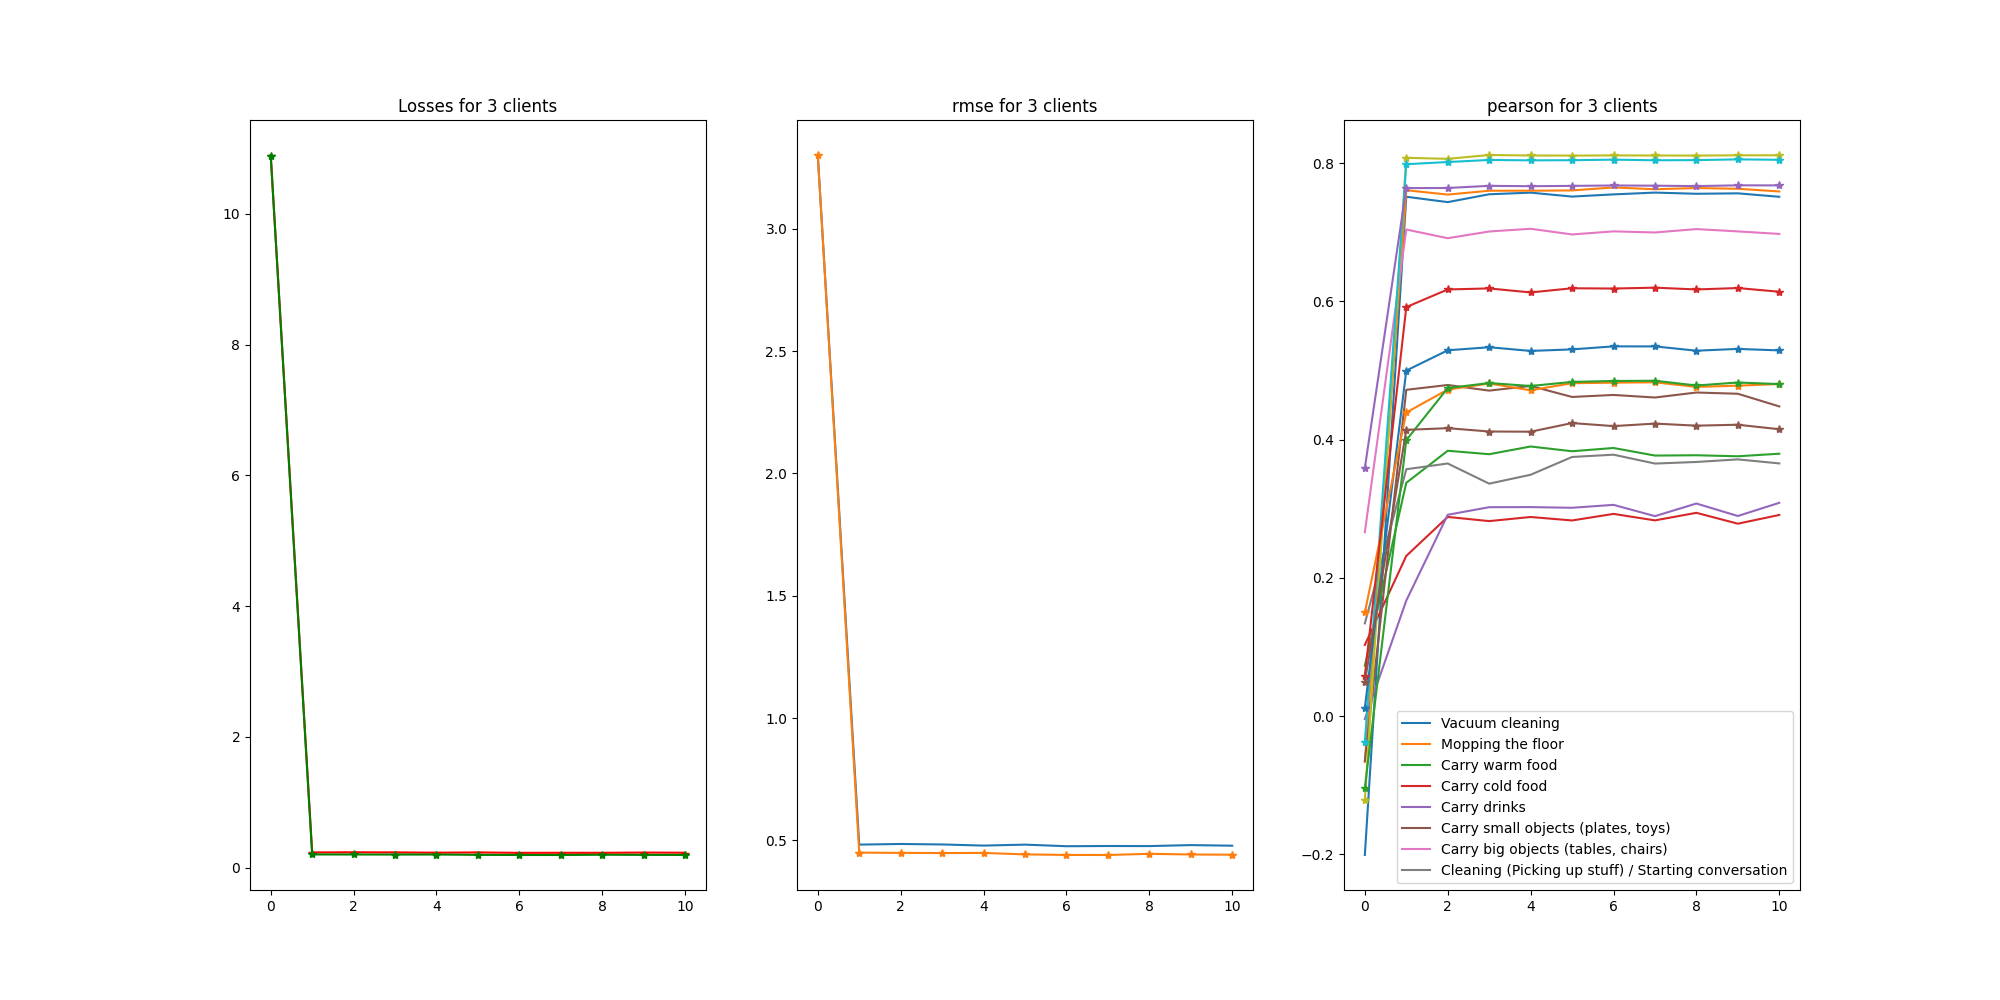 Losses for 3 clients
rmse for 3 clients
pearson for 3 clients
10
8
6
4
2
0
0 2 4 6 8 10
3.0
2.5
2.0
1.5
1.0
0.5
0 2 4 6 8 10
0.8
0.6
0.4
0.2
0.0
−0.2
0 2 4 6 8 10
Vacuum cleaning
Mopping the floor
Carry warm food
Carry cold food
Carry drinks
Carry small objects (plates, toys)
Carry big objects (tables, chairs)
Cleaning (Picking up stuff) / Starting conversation